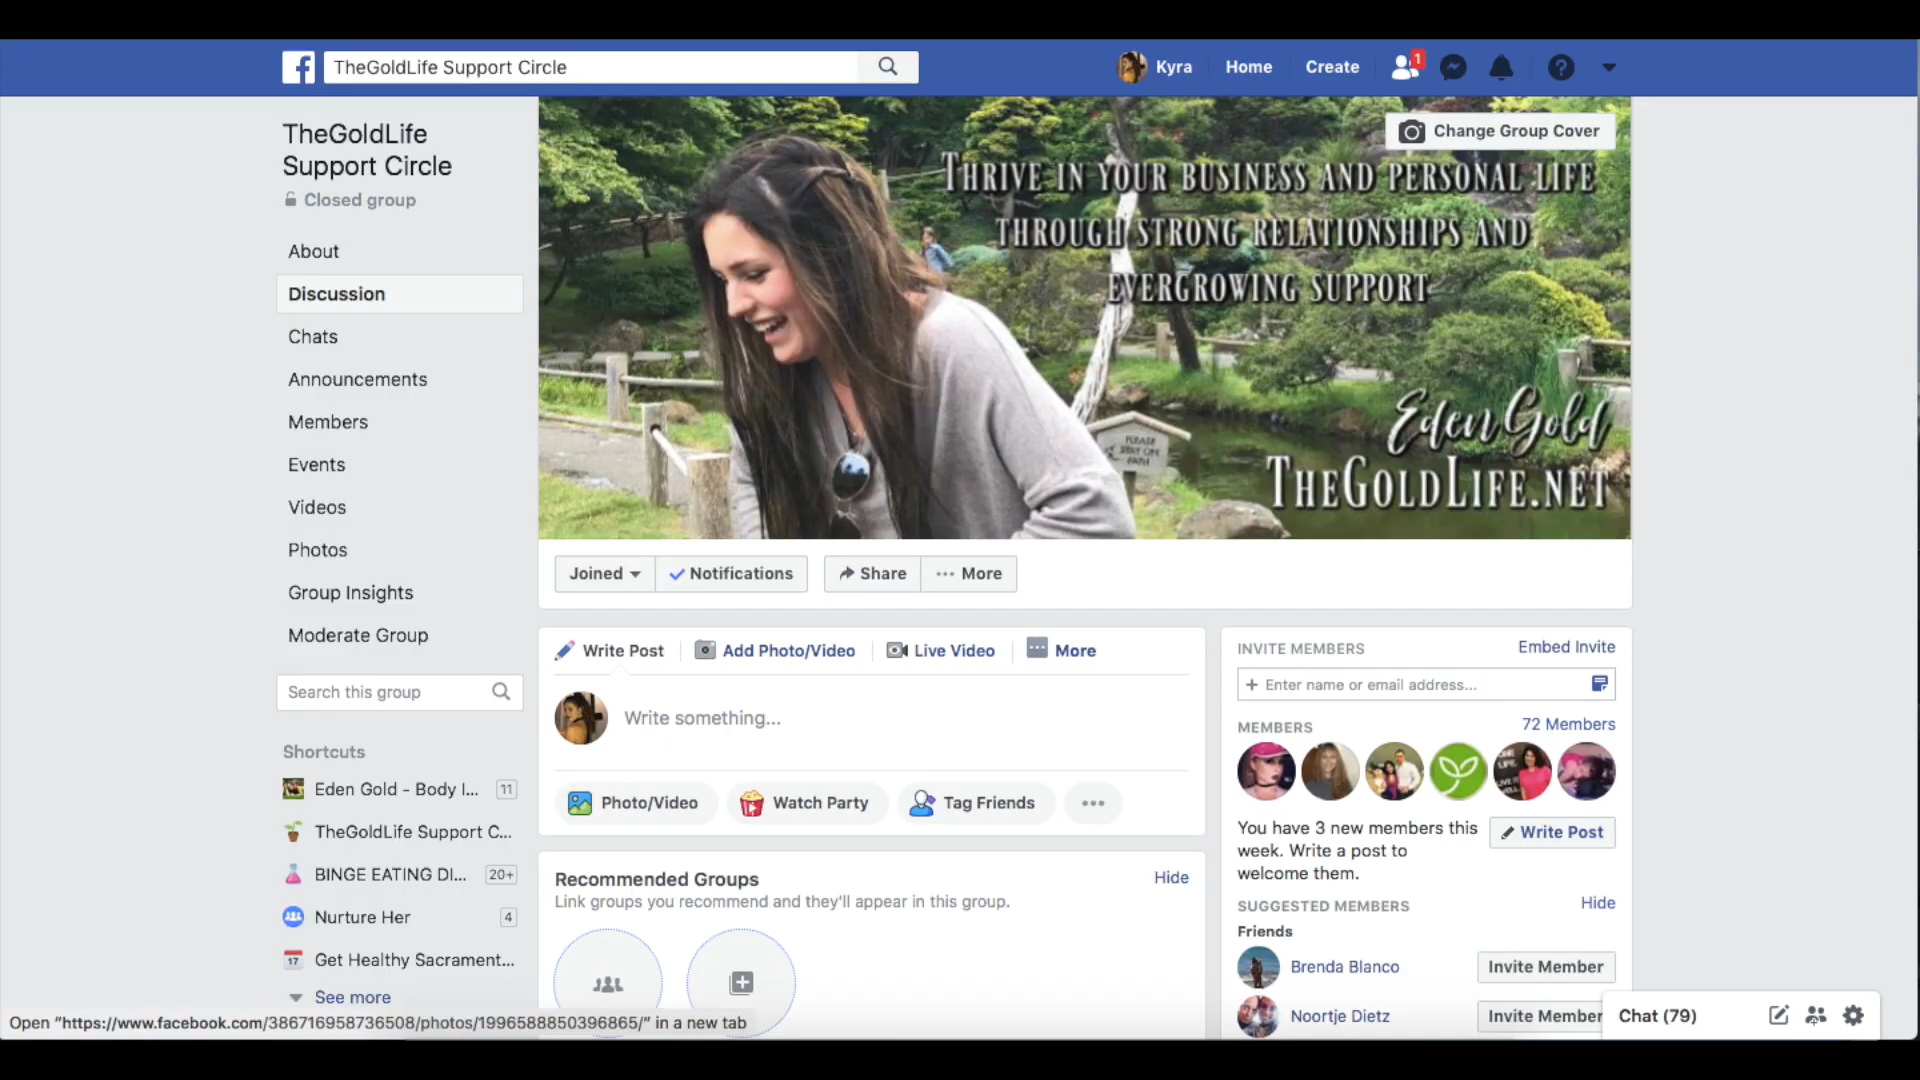 TheGoldLife Support Circle
Kyra
Home
Create
1
TheGoldLife
Support Circle
Closed group
About
Discussion
Chats
Announcements
Members
Events
Videos
Photos
Group Insights
Moderate Group
Search this group
Shortcuts
Eden Gold - Body I...
11
TheGoldLife Support C...
BINGE EATING DI...
20+
Nurture Her
4
17
Get Healthy Sacrament...
See more
Open "https://www.facebook.com/386716958736508/photos/1996588850396865/" in a new tab
Change Group Cover
THRIVE IN YOUR BUSINESS AND PERSONAL LIFE
THROUGH STRONG RELATIONSHIPS AND
EVERGROWING SUPPORT
PLEASE
STAY ON
PATH
Eden Gold
THEGOLDLIFE.NET
Joined
Notifications
Share
More
Write Post
Add Photo/Video
Live Video
More
Write something...
Photo/Video
Watch Party
Tag Friends
Recommended Groups
Hide
Link groups you recommend and they'll appear in this group.
INVITE MEMBERS
Embed Invite
+ Enter name or email address...
MEMBERS
72 Members
You have 3 new members this
week. Write a post to
welcome them.
Write Post
SUGGESTED MEMBERS
Hide
Friends
Brenda Blanco
Invite Member
Noortje Dietz
Invite Member
Chat (79)